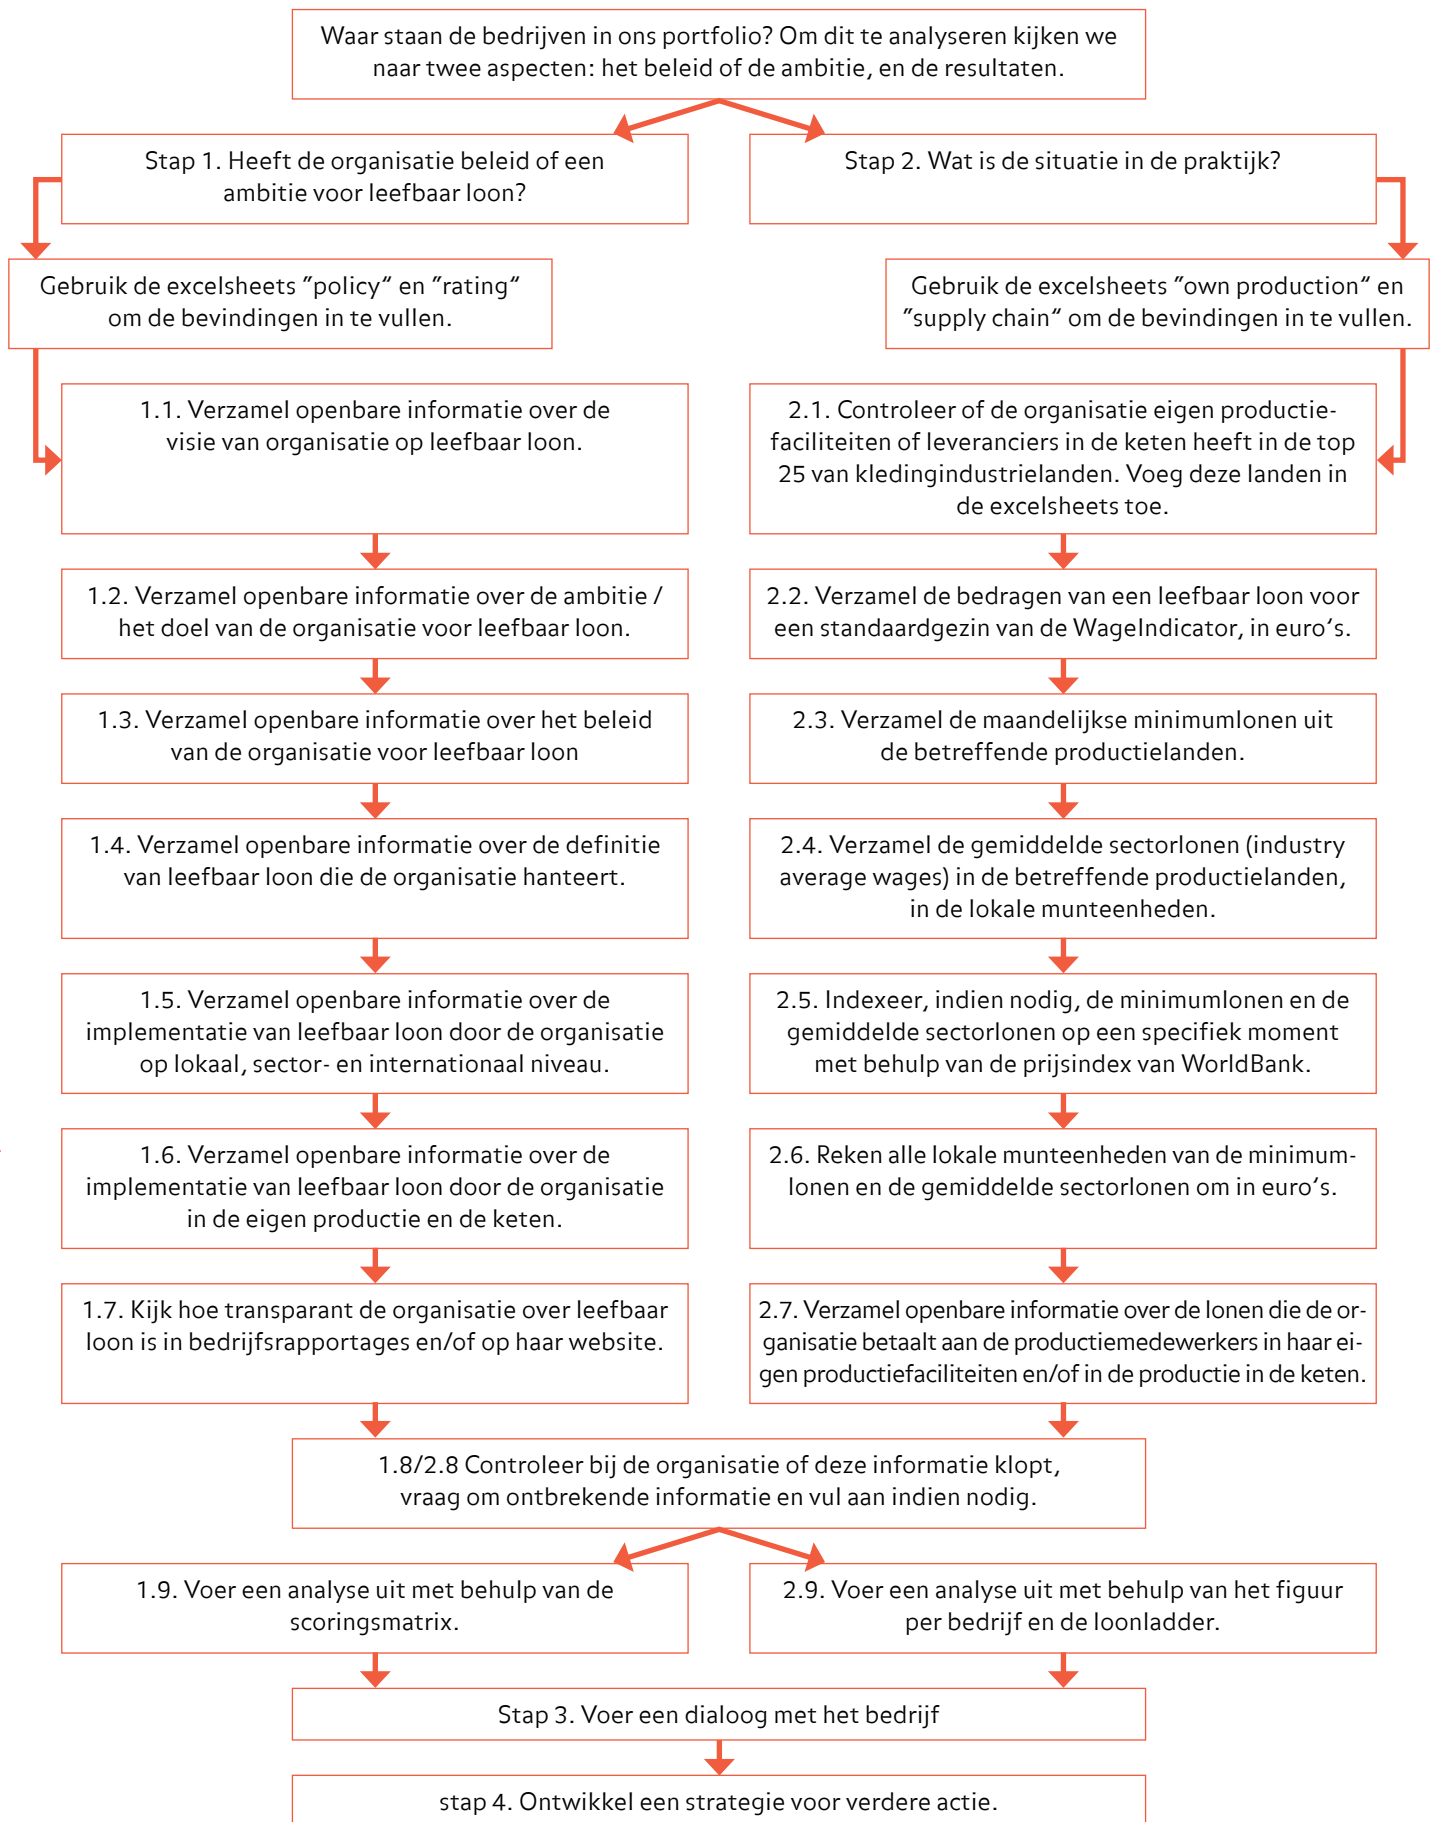 Waar staan de bedrijven in ons portfolio? Om dit te analyseren kijken we
naar twee aspecten: het beleid of de ambitie, en de resultaten.
Stap 1. Heeft de organisatie beleid of een
ambitie voor leefbaar loon?
Stap 2. Wat is de situatie in de praktijk?
Gebruik de excelsheets "policy" en "rating"
om de bevindingen in te vullen.
Gebruik de excelsheets "own production" en
"supply chain" om de bevindingen in te vullen.
1.1. Verzamel openbare informatie over de
visie van organisatie op leefbaar loon.
2.1. Controleer of de organisatie eigen productie-
faciliteiten of leveranciers in de keten heeft in de top
25 van kledingindustrielanden. Voeg deze landen in
de excelsheets toe.
1.2. Verzamel openbare informatie over de ambitie /
het doel van de organisatie voor leefbaar loon.
2.2. Verzamel de bedragen van een leefbaar loon voor
een standaardgezin van de WageIndicator, in euro's.
1.3. Verzamel openbare informatie over het beleid
van de organisatie voor leefbaar loon
2.3. Verzamel de maandelijkse minimumlonen uit
de betreffende productielanden.
1.4. Verzamel openbare informatie over de definitie
van leefbaar loon die de organisatie hanteert.
2.4. Verzamel de gemiddelde sectorlonen (industry
average wages) in de betreffende productielanden,
in de lokale munteenheden.
1.5. Verzamel openbare informatie over de
implementatie van leefbaar loon door de organisatie
op lokaal, sector- en internationaal niveau.
2.5. Indexeer, indien nodig, de minimumlonen en de
gemiddelde sectorlonen op een specifiek moment
met behulp van de prijsindex van WorldBank.
1.6. Verzamel openbare informatie over de
implementatie van leefbaar loon door de organisatie
in de eigen productie en de keten.
2.6. Reken alle lokale munteenheden van de minimum-
lonen en de gemiddelde sectorlonen om in euro's.
1.7. Kijk hoe transparant de organisatie over leefbaar
loon is in bedrijfsrapportages en/of op haar website.
2.7. Verzamel openbare informatie over de lonen die de or-
ganisatie betaalt aan de productiemedewerkers in haar ei-
gen productiefaciliteiten en/of in de productie in de keten.
1.8/2.8 Controleer bij de organisatie of deze informatie klopt,
vraag om ontbrekende informatie en vul aan indien nodig.
1.9. Voer een analyse uit met behulp van de
scoringsmatrix.
2.9. Voer een analyse uit met behulp van het figuur
per bedrijf en de loonladder.
Stap 3. Voer een dialoog met het bedrijf
stap 4. Ontwikkel een strategie voor verdere actie.